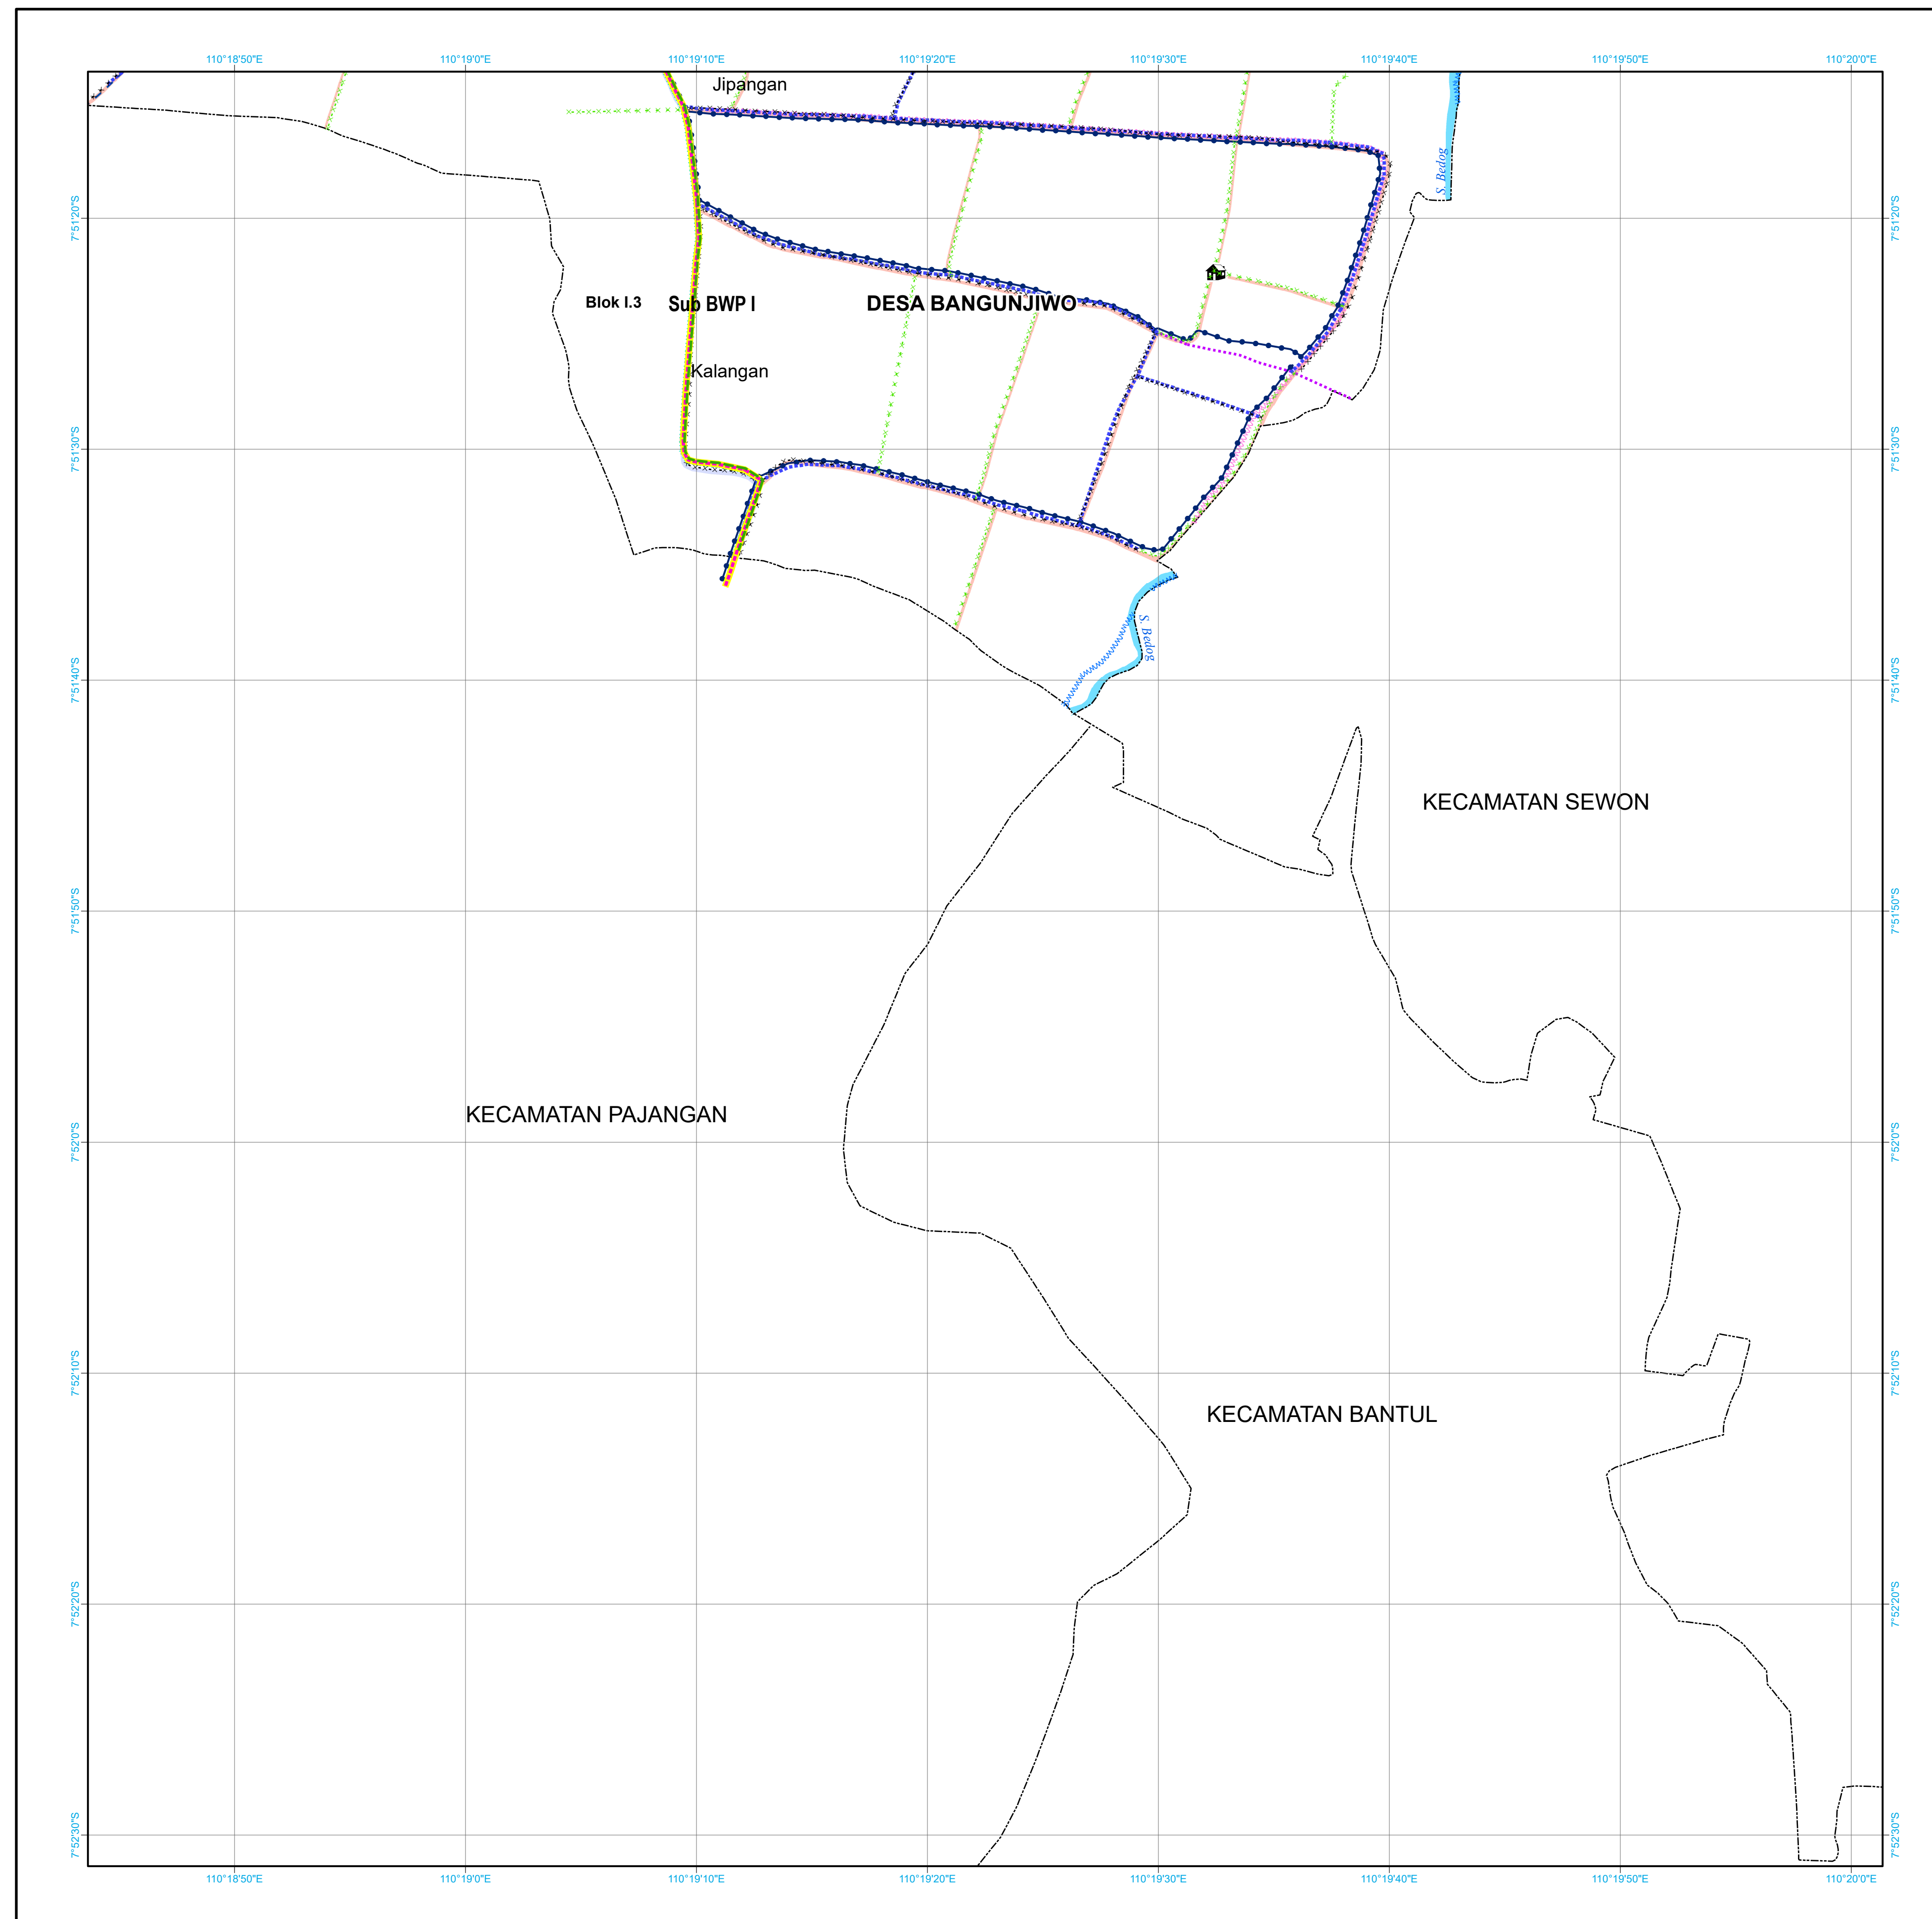 110°18'50"E
110°19'0"E
110°19'10"E
110°19'20"E
110°19'30"E
110°19'40"E
110°19'50"E
110°20'0"E
Jipangan
S. Bedog
7°51'20"S
7°51'20"S
Blok I.3
Sub BWP I
DESA BANGUNJIWO
Kalangan
7°51'30"S
7°51'30"S
S. Bedog
7°51'40"S
7°51'40"S
KECAMATAN SEWON
7°51'50"S
7°51'50"S
KECAMATAN PAJANGAN
7°52'0"S
7°52'0"S
7°52'10"S
7°52'10"S
KECAMATAN BANTUL
7°52'20"S
7°52'20"S
7°52'30"S
7°52'30"S
110°18'50"E
110°19'0"E
110°19'10"E
110°19'20"E
110°19'30"E
110°19'40"E
110°19'50"E
110°20'0"E